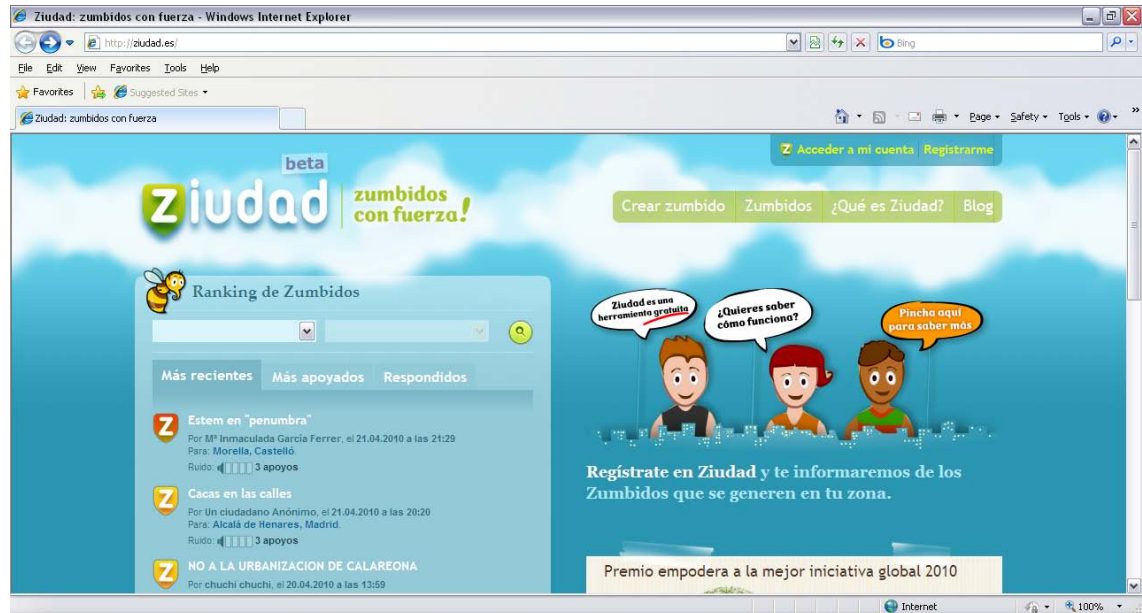 Ziudad: zumbidos con fuerza - Windows Internet Explorer
http://ziudad.es/
Bing
File Edit View Favorites Tools Help
Favorites Suggested Sites
Ziudad: zumbidos con fuerza
Page Safety Tools
Z Acceder a mi cuenta Registrarme
beta
ziudad
zumbidos
con fuerza!
Crear zumbido Zumbidos ¿Qué es Ziudad? Blog
Ranking de Zumbidos
Más recientes Más apoyados Respondidos
Z Estem en "penumbra"
Por Mª Inmaculada García Ferrer, el 21.04.2010 a las 21:29
Para: Morella, Castelló.
Ruido: 3 apoyos
Z Cacas en las calles
Por Un ciudadano Anónimo, el 21.04.2010 a las 20:20
Para: Alcalá de Henares, Madrid.
Ruido: 3 apoyos
Z NO A LA URBANIZACION DE CALAREONA
Por chuchi chuchi, el 20.04.2010 a las 13:59
Ziudad es una
herramienta gratuita
¿Quieres saber
cómo funciona?
Pincha aquí
para saber más
Regístrate en Ziudad y te informaremos de los
Zumbidos que se generen en tu zona.
Premio empodera a la mejor iniciativa global 2010
Internet
100%